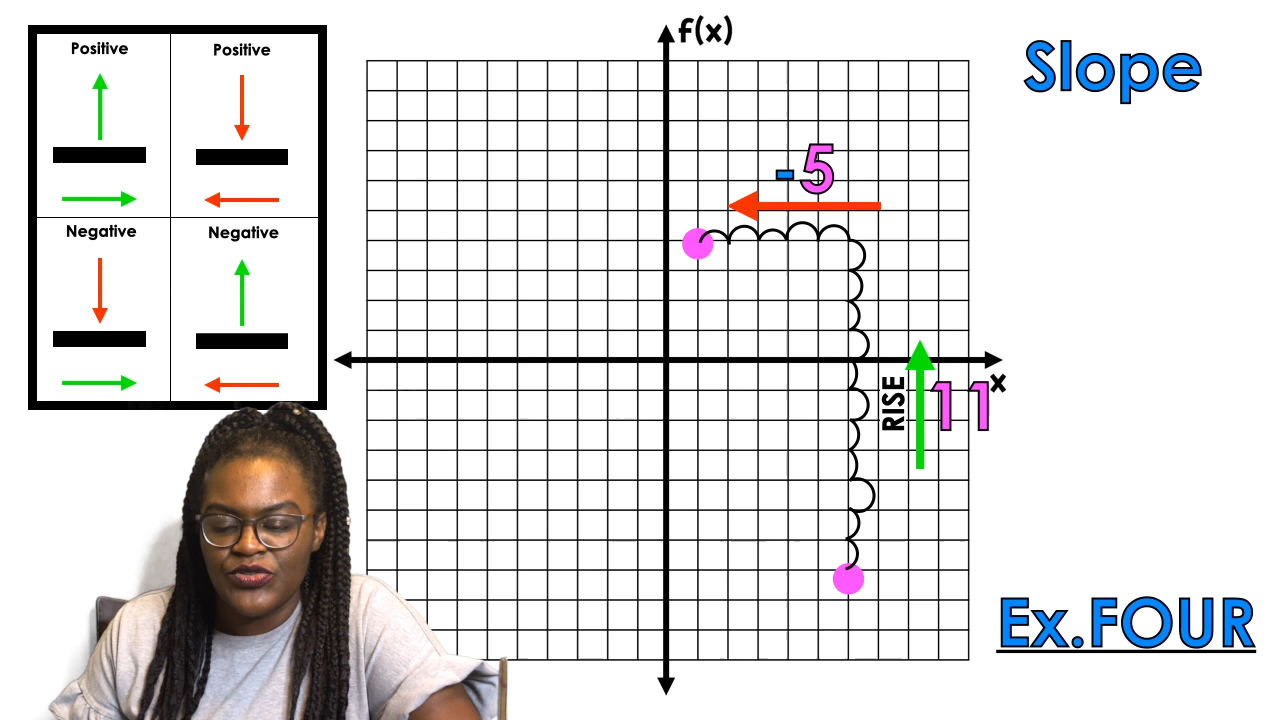 Positive
Positive
Negative
Negative
f(x)
Slope
-5
RISE
11
x
Ex.FOUR